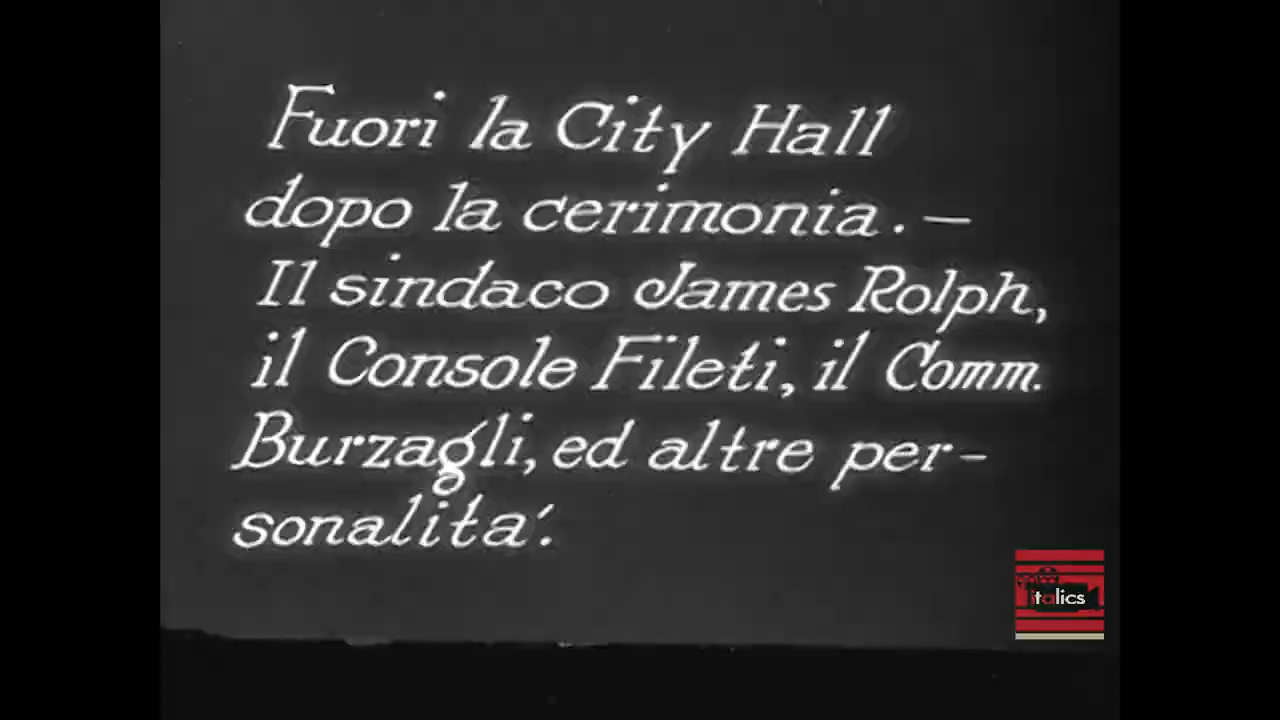 Fuori la City Hall
dopo la cerimonia. —
Il sindaco James Rolph,
il Console Fileti, il Comm.
Burzagli, ed altre per-
sonalita'.
italics